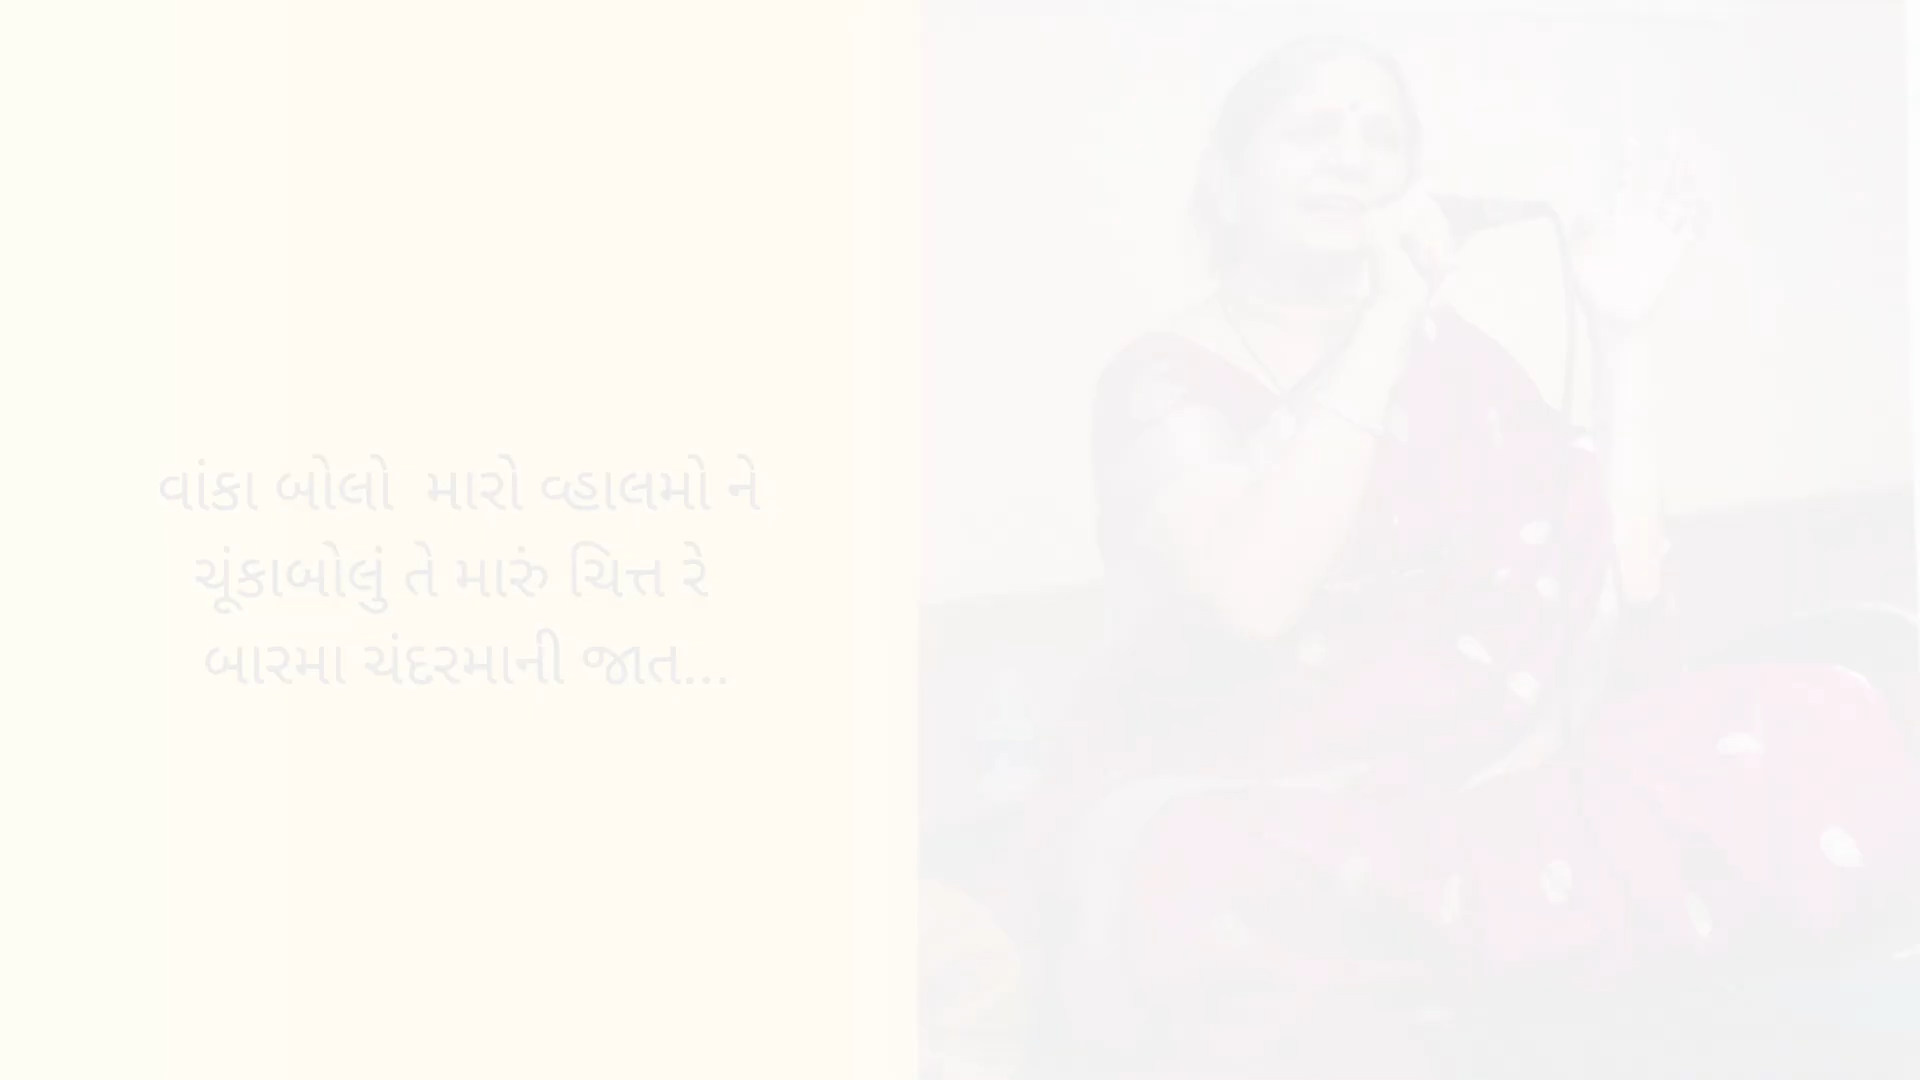 વાંકા બોલો મારો વ્હાલમો ને
ચૂંકાબોલું તે મારું ચિત્ત રે
બારમા ચંદરમાની જાત...